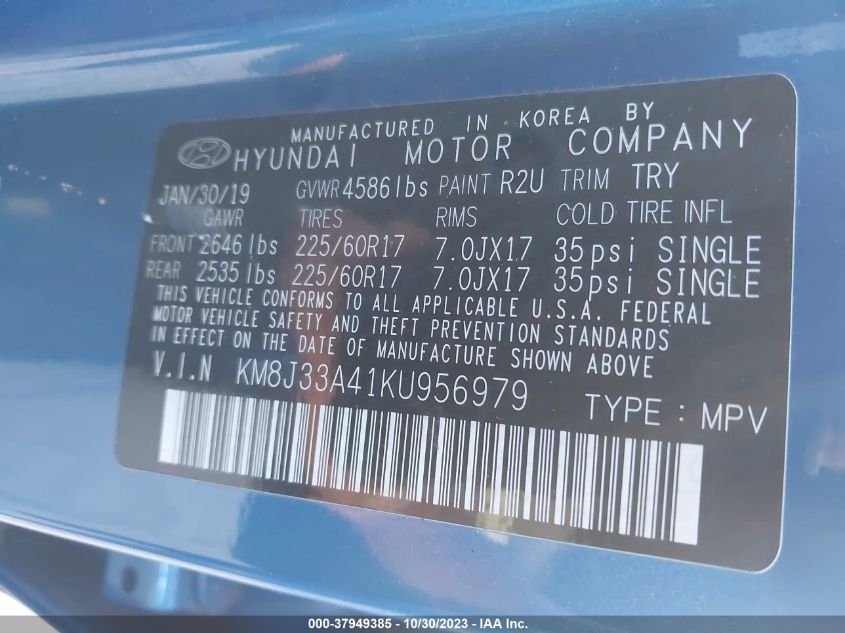 MANUFACTURED IN KOREA BY
HYUNDAI MOTOR COMPANY
JAN/30/19 GVWR 4586 lbs PAINT R2U TRIM TRY
GAWR TIRES RIMS COLD TIRE INFL
FRONT 2646 lbs 225/60R17 7.0JX17 35psi SINGLE
REAR 2535 lbs 225/60R17 7.0JX17 35psi SINGLE
THIS VEHICLE CONFORMS TO ALL APPLICABLE U.S.A. FEDERAL
MOTOR VEHICLE SAFETY AND THEFT PREVENTION STANDARDS
IN EFFECT ON THE DATE OF MANUFACTURE SHOWN ABOVE
V.I.N KM8J33A41KU956979 TYPE : MPV
000-37949385 - 10/30/2023 - IAAI.com